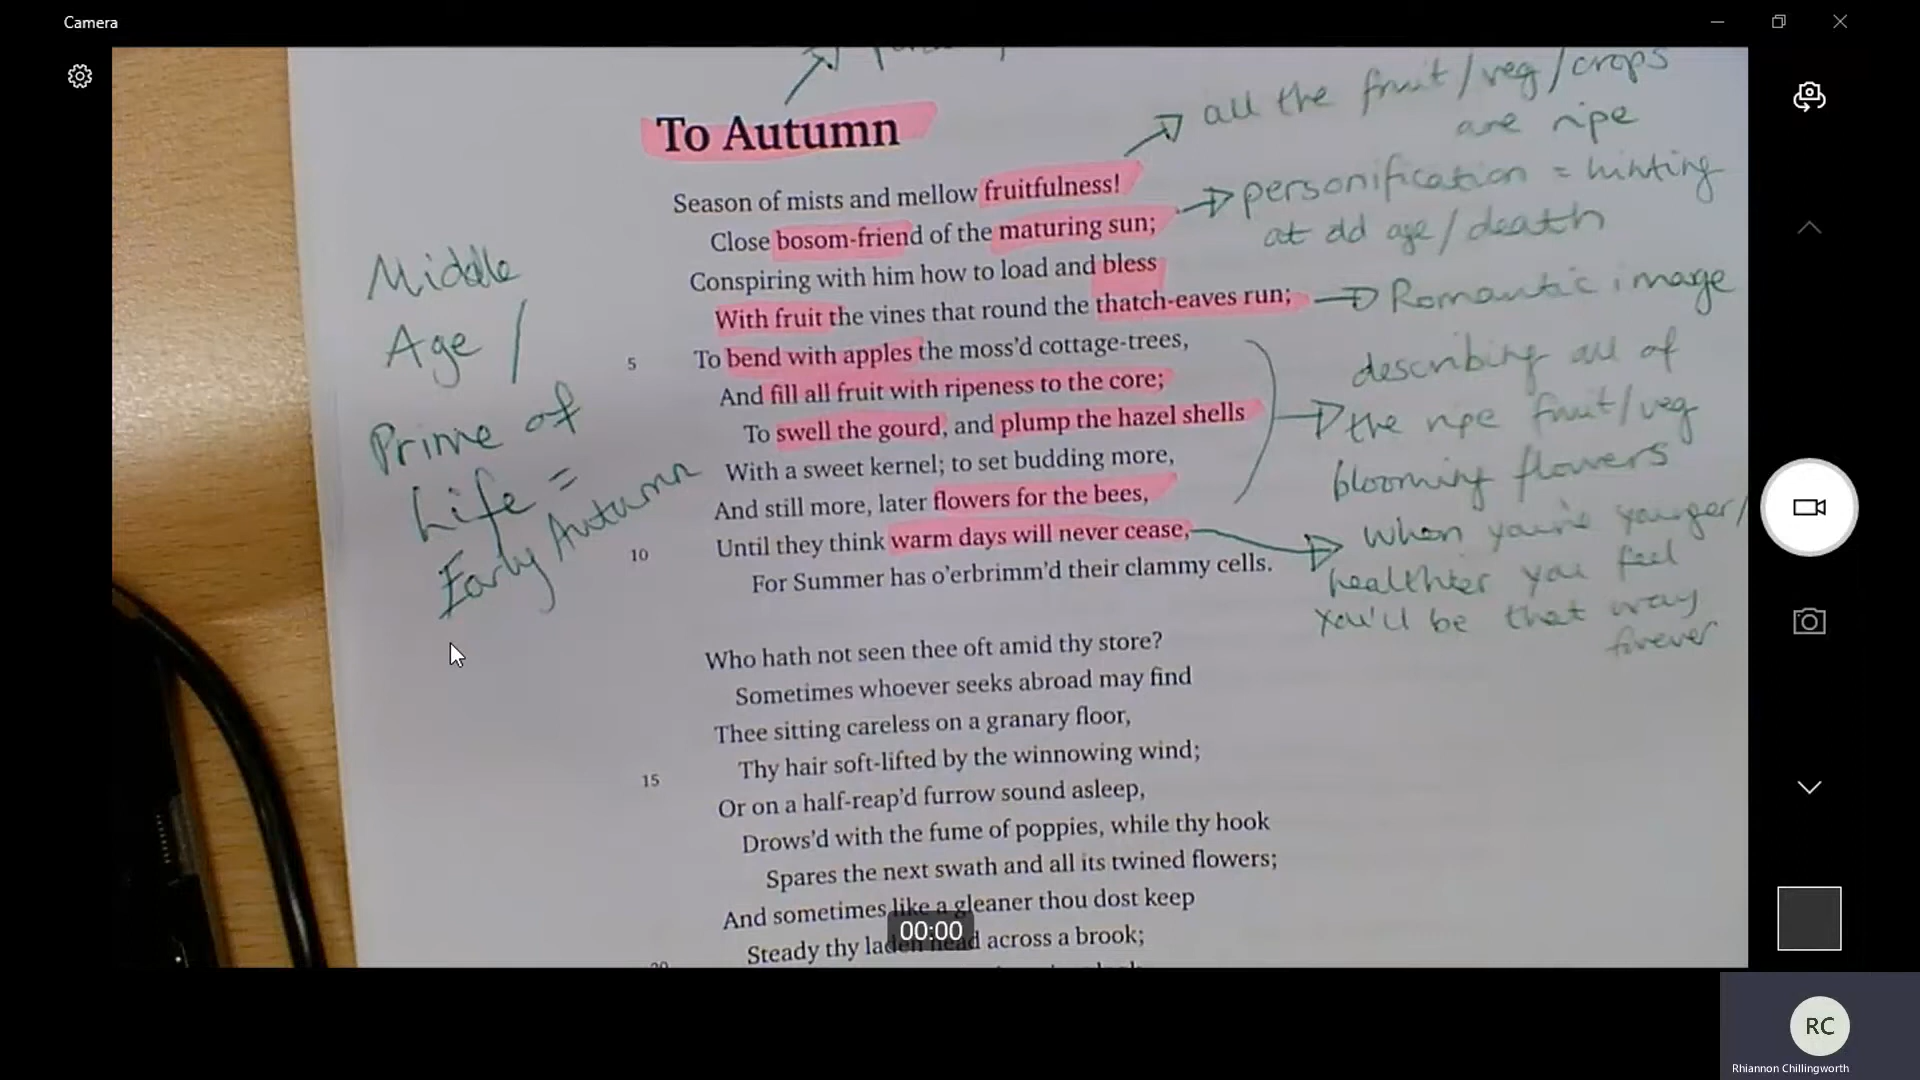 Camera
To Autumn
all the fruit/veg/crops
are ripe
Season of mists and mellow fruitfulness!
personification = hinting
at old age/death
Close bosom-friend of the maturing sun;
Conspiring with him how to load and bless
With fruit the vines that round the thatch-eaves run;
Romantic image
5
To bend with apples the moss'd cottage-trees,
And fill all fruit with ripeness to the core;
To swell the gourd, and plump the hazel shells
With a sweet kernel; to set budding more,
And still more, later flowers for the bees,
describing all of
the ripe fruit/veg
blooming flowers
10
Until they think warm days will never cease,
For Summer has o'erbrimm'd their clammy cells.
When you're younger/
healthier you feel
you'll be that way
forever
Middle
Age /
Prime of
Life =
Early Autumn
Who hath not seen thee oft amid thy store?
Sometimes whoever seeks abroad may find
Thee sitting careless on a granary floor,
15
Thy hair soft-lifted by the winnowing wind;
Or on a half-reap'd furrow sound asleep,
Drows'd with the fume of poppies, while thy hook
Spares the next swath and all its twined flowers;
And sometimes like a gleaner thou dost keep
Steady thy laden head across a brook;
00:00
RC
Rhiannon Chillingworth